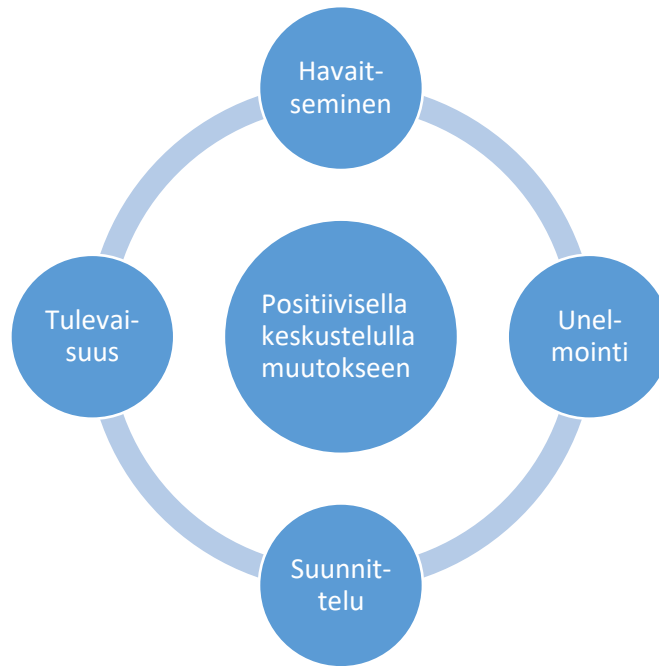 Havait-
seminen
Positiivisella
keskustelulla
muutokseen
Tulevai-
suus
Unel-
mointi
Suunnit-
telu